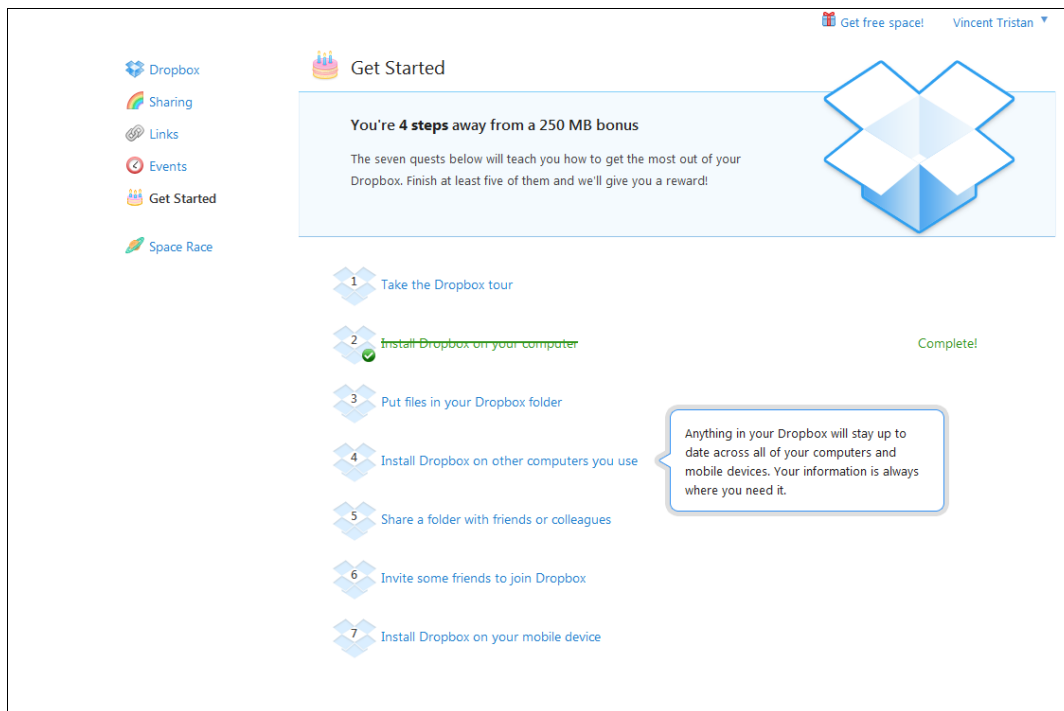 Get free space!
Vincent Tristan
Dropbox
Sharing
Links
Events
Get Started
Space Race
Get Started
You're 4 steps away from a 250 MB bonus
The seven quests below will teach you how to get the most out of your
Dropbox. Finish at least five of them and we'll give you a reward!
1 Take the Dropbox tour
2 Install Dropbox on your computer Complete!
3 Put files in your Dropbox folder
4 Install Dropbox on other computers you use
Anything in your Dropbox will stay up to
date across all of your computers and
mobile devices. Your information is always
where you need it.
5 Share a folder with friends or colleagues
6 Invite some friends to join Dropbox
7 Install Dropbox on your mobile device